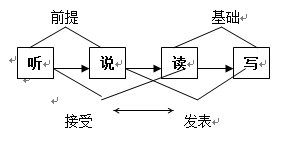 前提 基础
听 说 读 写
接受 发表